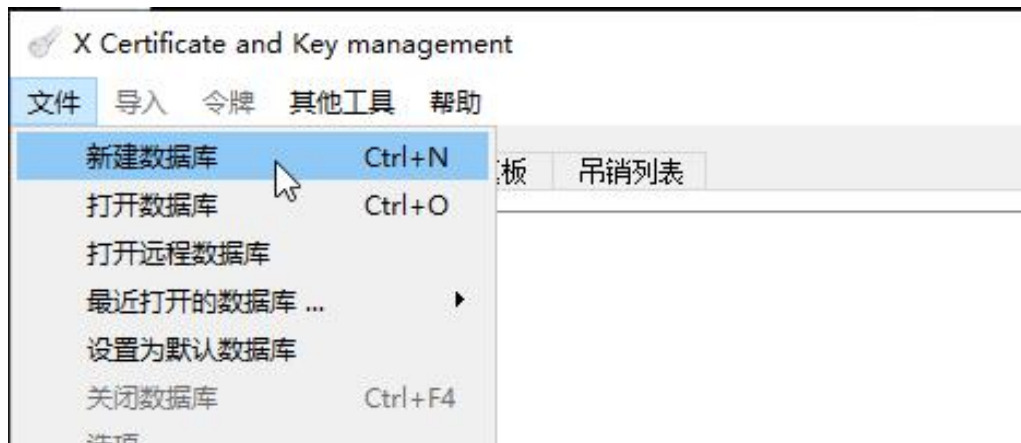 X Certificate and Key management
文件 导入 令牌 其他工具 帮助
新建数据库 Ctrl+N
板 吊销列表
打开数据库 Ctrl+O
打开远程数据库
最近打开的数据库 ...
设置为默认数据库
关闭数据库 Ctrl+F4
选项